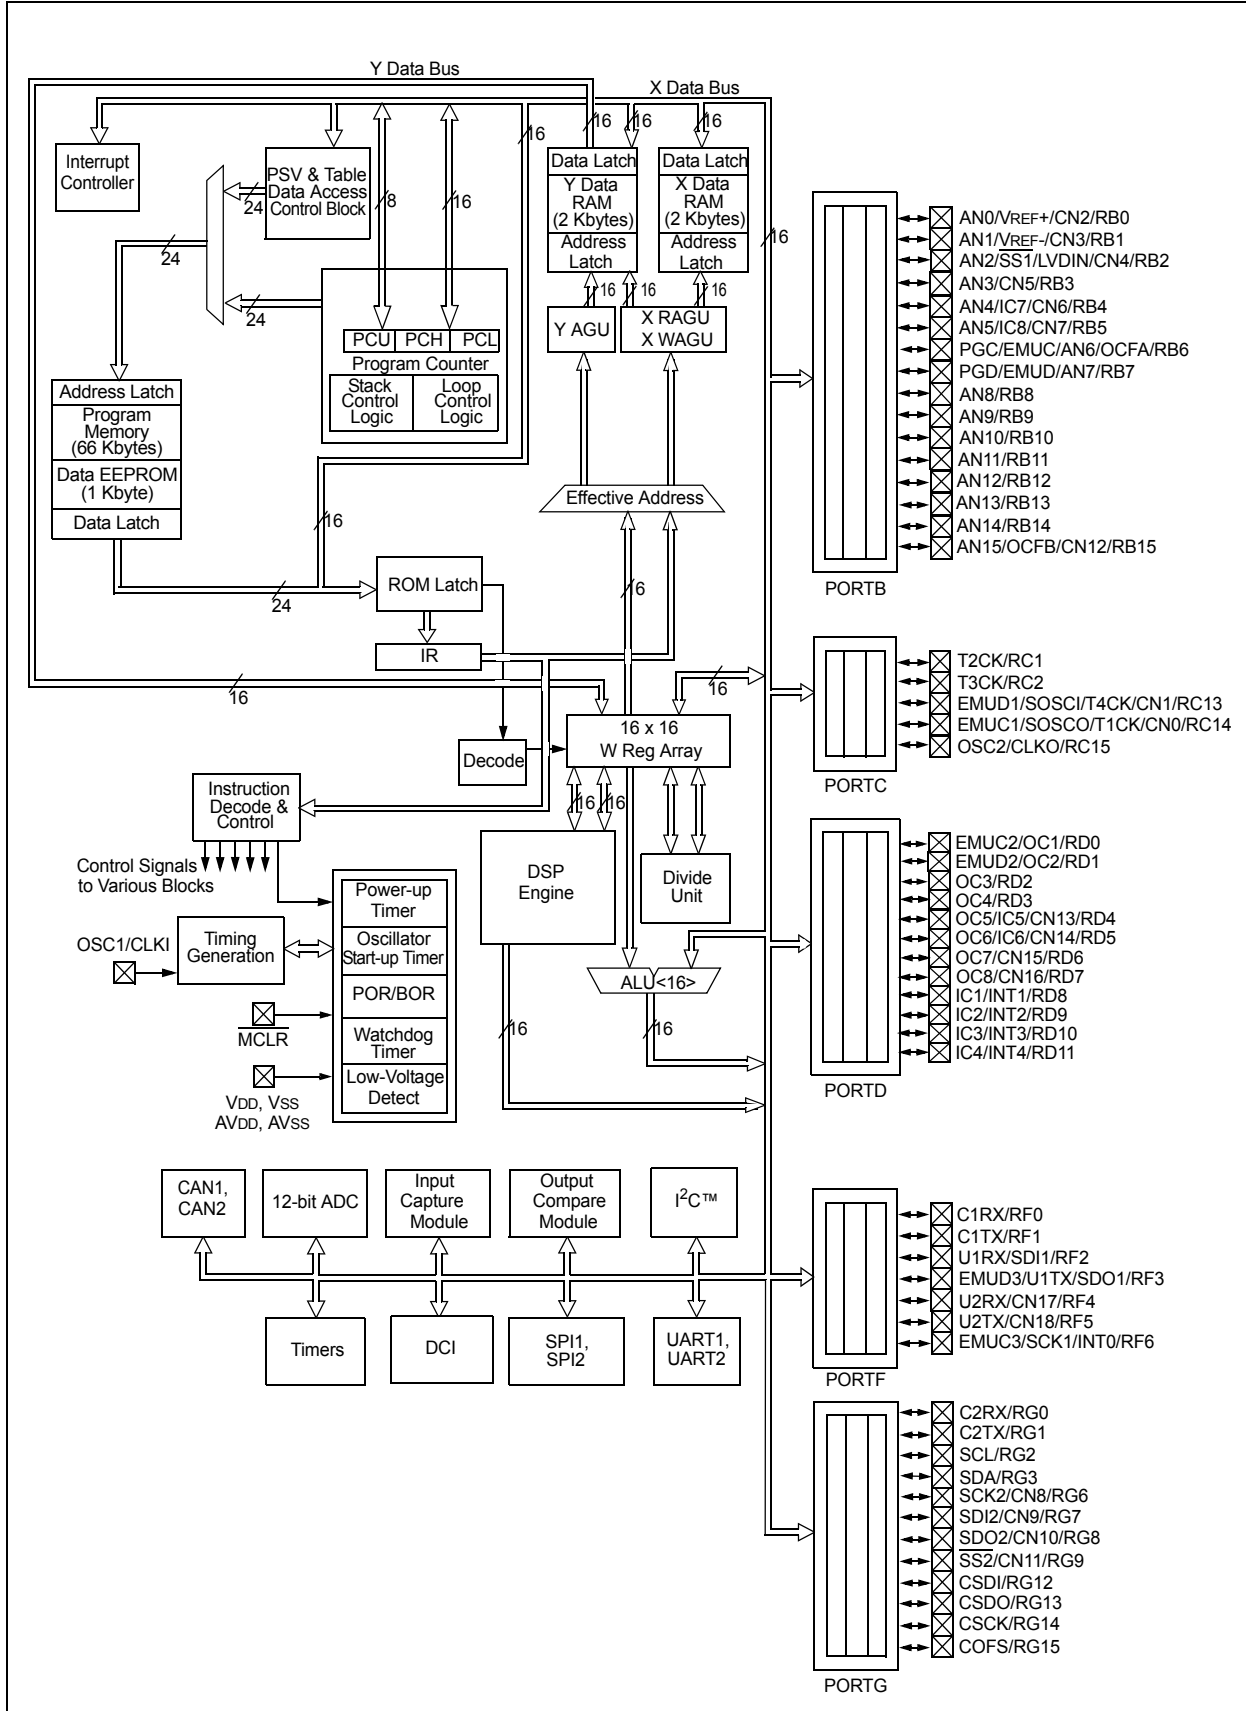 Y Data Bus
X Data Bus
16
16
16
16
Interrupt
Controller
PSV & Table
Data Access
Control Block
24
8
16
24
24
Data Latch
Y Data
RAM
(2 Kbytes)
Address
Latch
Data Latch
X Data
RAM
(2 Kbytes)
Address
Latch
16
16
16
16
Y AGU
X RAGU
X WAGU
PCU
PCH
PCL
Program Counter
Stack
Control
Logic
Loop
Control
Logic
Address Latch
Program
Memory
(66 Kbytes)
Data EEPROM
(1 Kbyte)
Data Latch
Effective Address
16
24
ROM Latch
16
IR
16
16
16 x 16
W Reg Array
Decode
Instruction
Decode &
Control
16
16
Control Signals
to Various Blocks
DSP
Engine
Divide
Unit
Power-up
Timer
Oscillator
Start-up Timer
POR/BOR
Watchdog
Timer
Low-Voltage
Detect
OSC1/CLKI
Timing
Generation
MCLR
VDD, VSS
AVDD, AVSS
ALU<16>
16
16
CAN1,
CAN2
12-bit ADC
Input
Capture
Module
Output
Compare
Module
I²C™
Timers
DCI
SPI1,
SPI2
UART1,
UART2
AN0/VREF+/CN2/RB0
AN1/VREF-/CN3/RB1
AN2/SS1/LVDIN/CN4/RB2
AN3/CN5/RB3
AN4/IC7/CN6/RB4
AN5/IC8/CN7/RB5
PGC/EMUC/AN6/OCFA/RB6
PGD/EMUD/AN7/RB7
AN8/RB8
AN9/RB9
AN10/RB10
AN11/RB11
AN12/RB12
AN13/RB13
AN14/RB14
AN15/OCFB/CN12/RB15
PORTB
T2CK/RC1
T3CK/RC2
EMUD1/SOSCI/T4CK/CN1/RC13
EMUC1/SOSCO/T1CK/CN0/RC14
OSC2/CLKO/RC15
PORTC
EMUC2/OC1/RD0
EMUD2/OC2/RD1
OC3/RD2
OC4/RD3
OC5/IC5/CN13/RD4
OC6/IC6/CN14/RD5
OC7/CN15/RD6
OC8/CN16/RD7
IC1/INT1/RD8
IC2/INT2/RD9
IC3/INT3/RD10
IC4/INT4/RD11
PORTD
C1RX/RF0
C1TX/RF1
U1RX/SDI1/RF2
EMUD3/U1TX/SDO1/RF3
U2RX/CN17/RF4
U2TX/CN18/RF5
EMUC3/SCK1/INT0/RF6
PORTF
C2RX/RG0
C2TX/RG1
SCL/RG2
SDA/RG3
SCK2/CN8/RG6
SDI2/CN9/RG7
SDO2/CN10/RG8
SS2/CN11/RG9
CSDI/RG12
CSDO/RG13
CSCK/RG14
COFS/RG15
PORTG